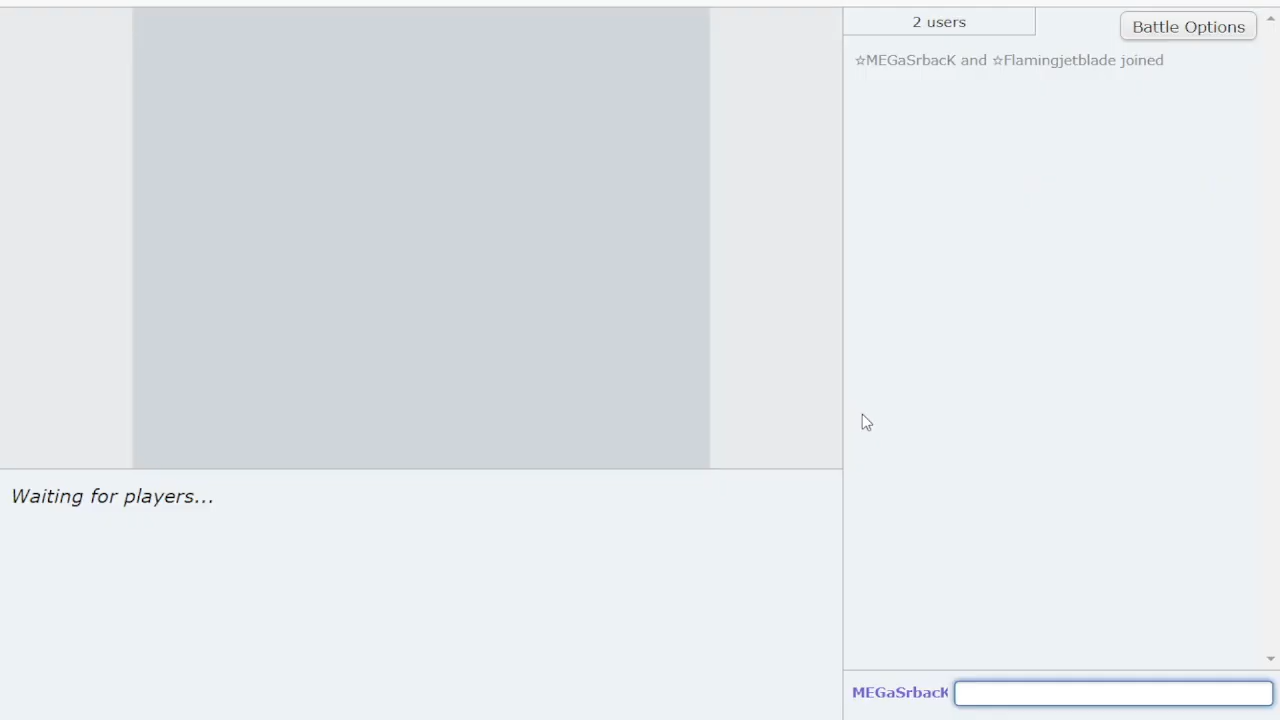 2 users
Battle Options
☆MEGaSrbacK and ☆Flamingjetblade joined
Waiting for players...
MEGaSrbacK